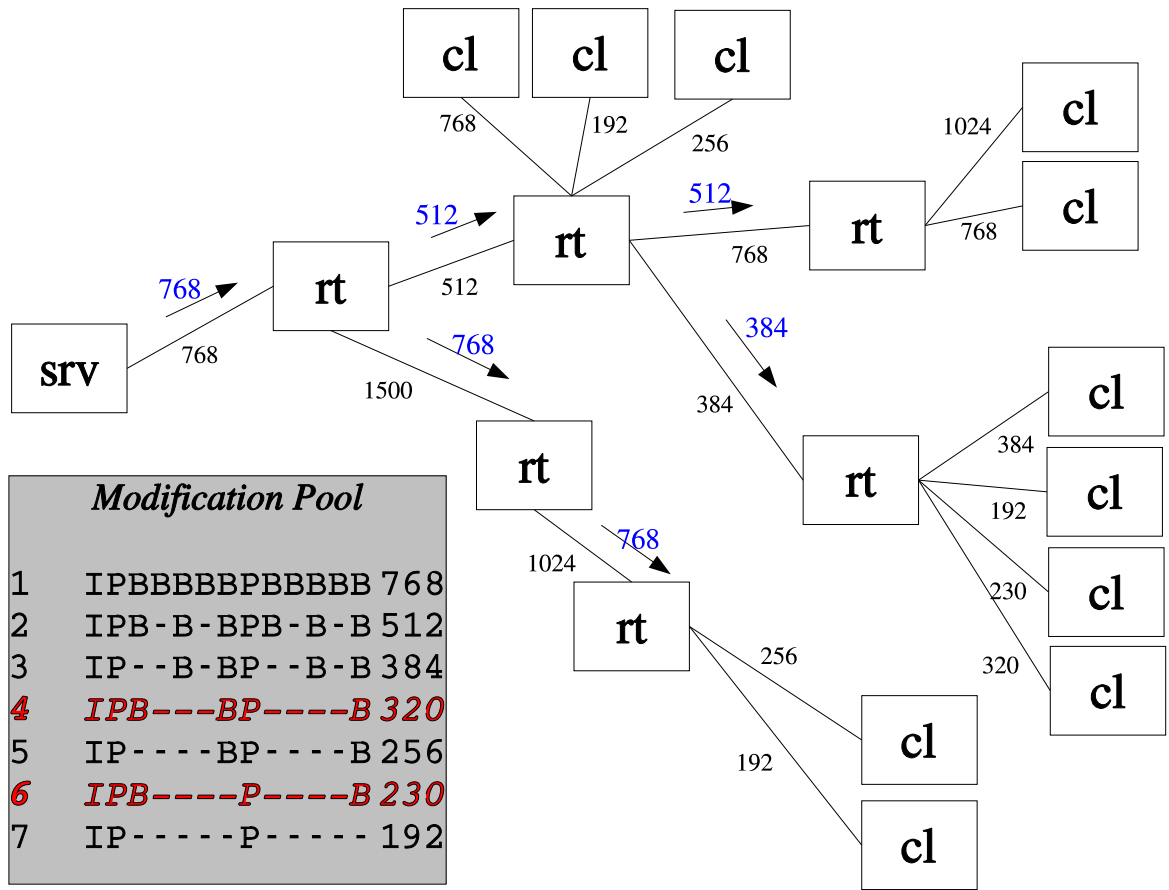 cl
cl
cl
768
192
256
cl
1024
cl
768
512
512
rt
rt
768
512
768
rt
srv
768
768
1500
384
384
cl
384
cl
192
cl
230
cl
320
rt
rt
1024
768
rt
256
192
cl
cl
Modification Pool
1 IPBBBBBPBBBBB 768
2 IPB-B-BPB-B-B 512
3 IP--B-BP--B-B 384
4 IPB---BP----B 320
5 IP----BP----B 256
6 IPB----P----B 230
7 IP-----P----- 192